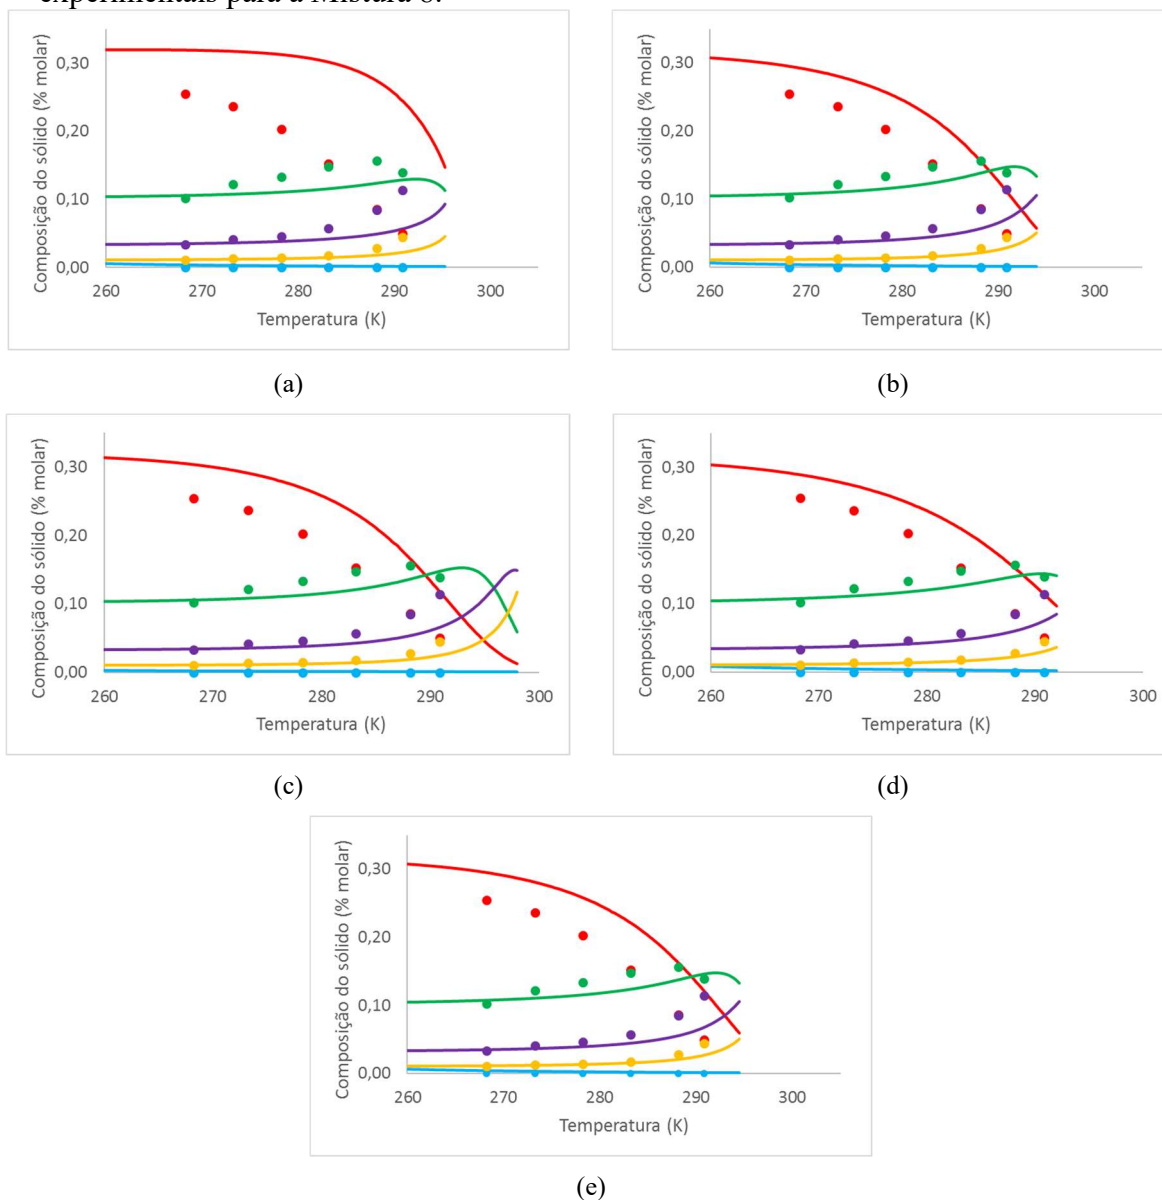 experimentais para a Mistura 8.
Composição do sólido (% molar)
0,30
0,20
0,10
0,00
260 270 280 290 300
Temperatura (K)
(a)
Composição do sólido (% molar)
0,30
0,20
0,10
0,00
260 270 280 290 300
Temperatura (K)
(b)
Composição do sólido (% molar)
0,30
0,20
0,10
0,00
260 270 280 290 300
Temperatura (K)
(c)
Composição do sólido (% molar)
0,30
0,20
0,10
0,00
260 270 280 290 300
Temperatura (K)
(d)
Composição do sólido (% molar)
0,30
0,20
0,10
0,00
260 270 280 290 300
Temperatura (K)
(e)